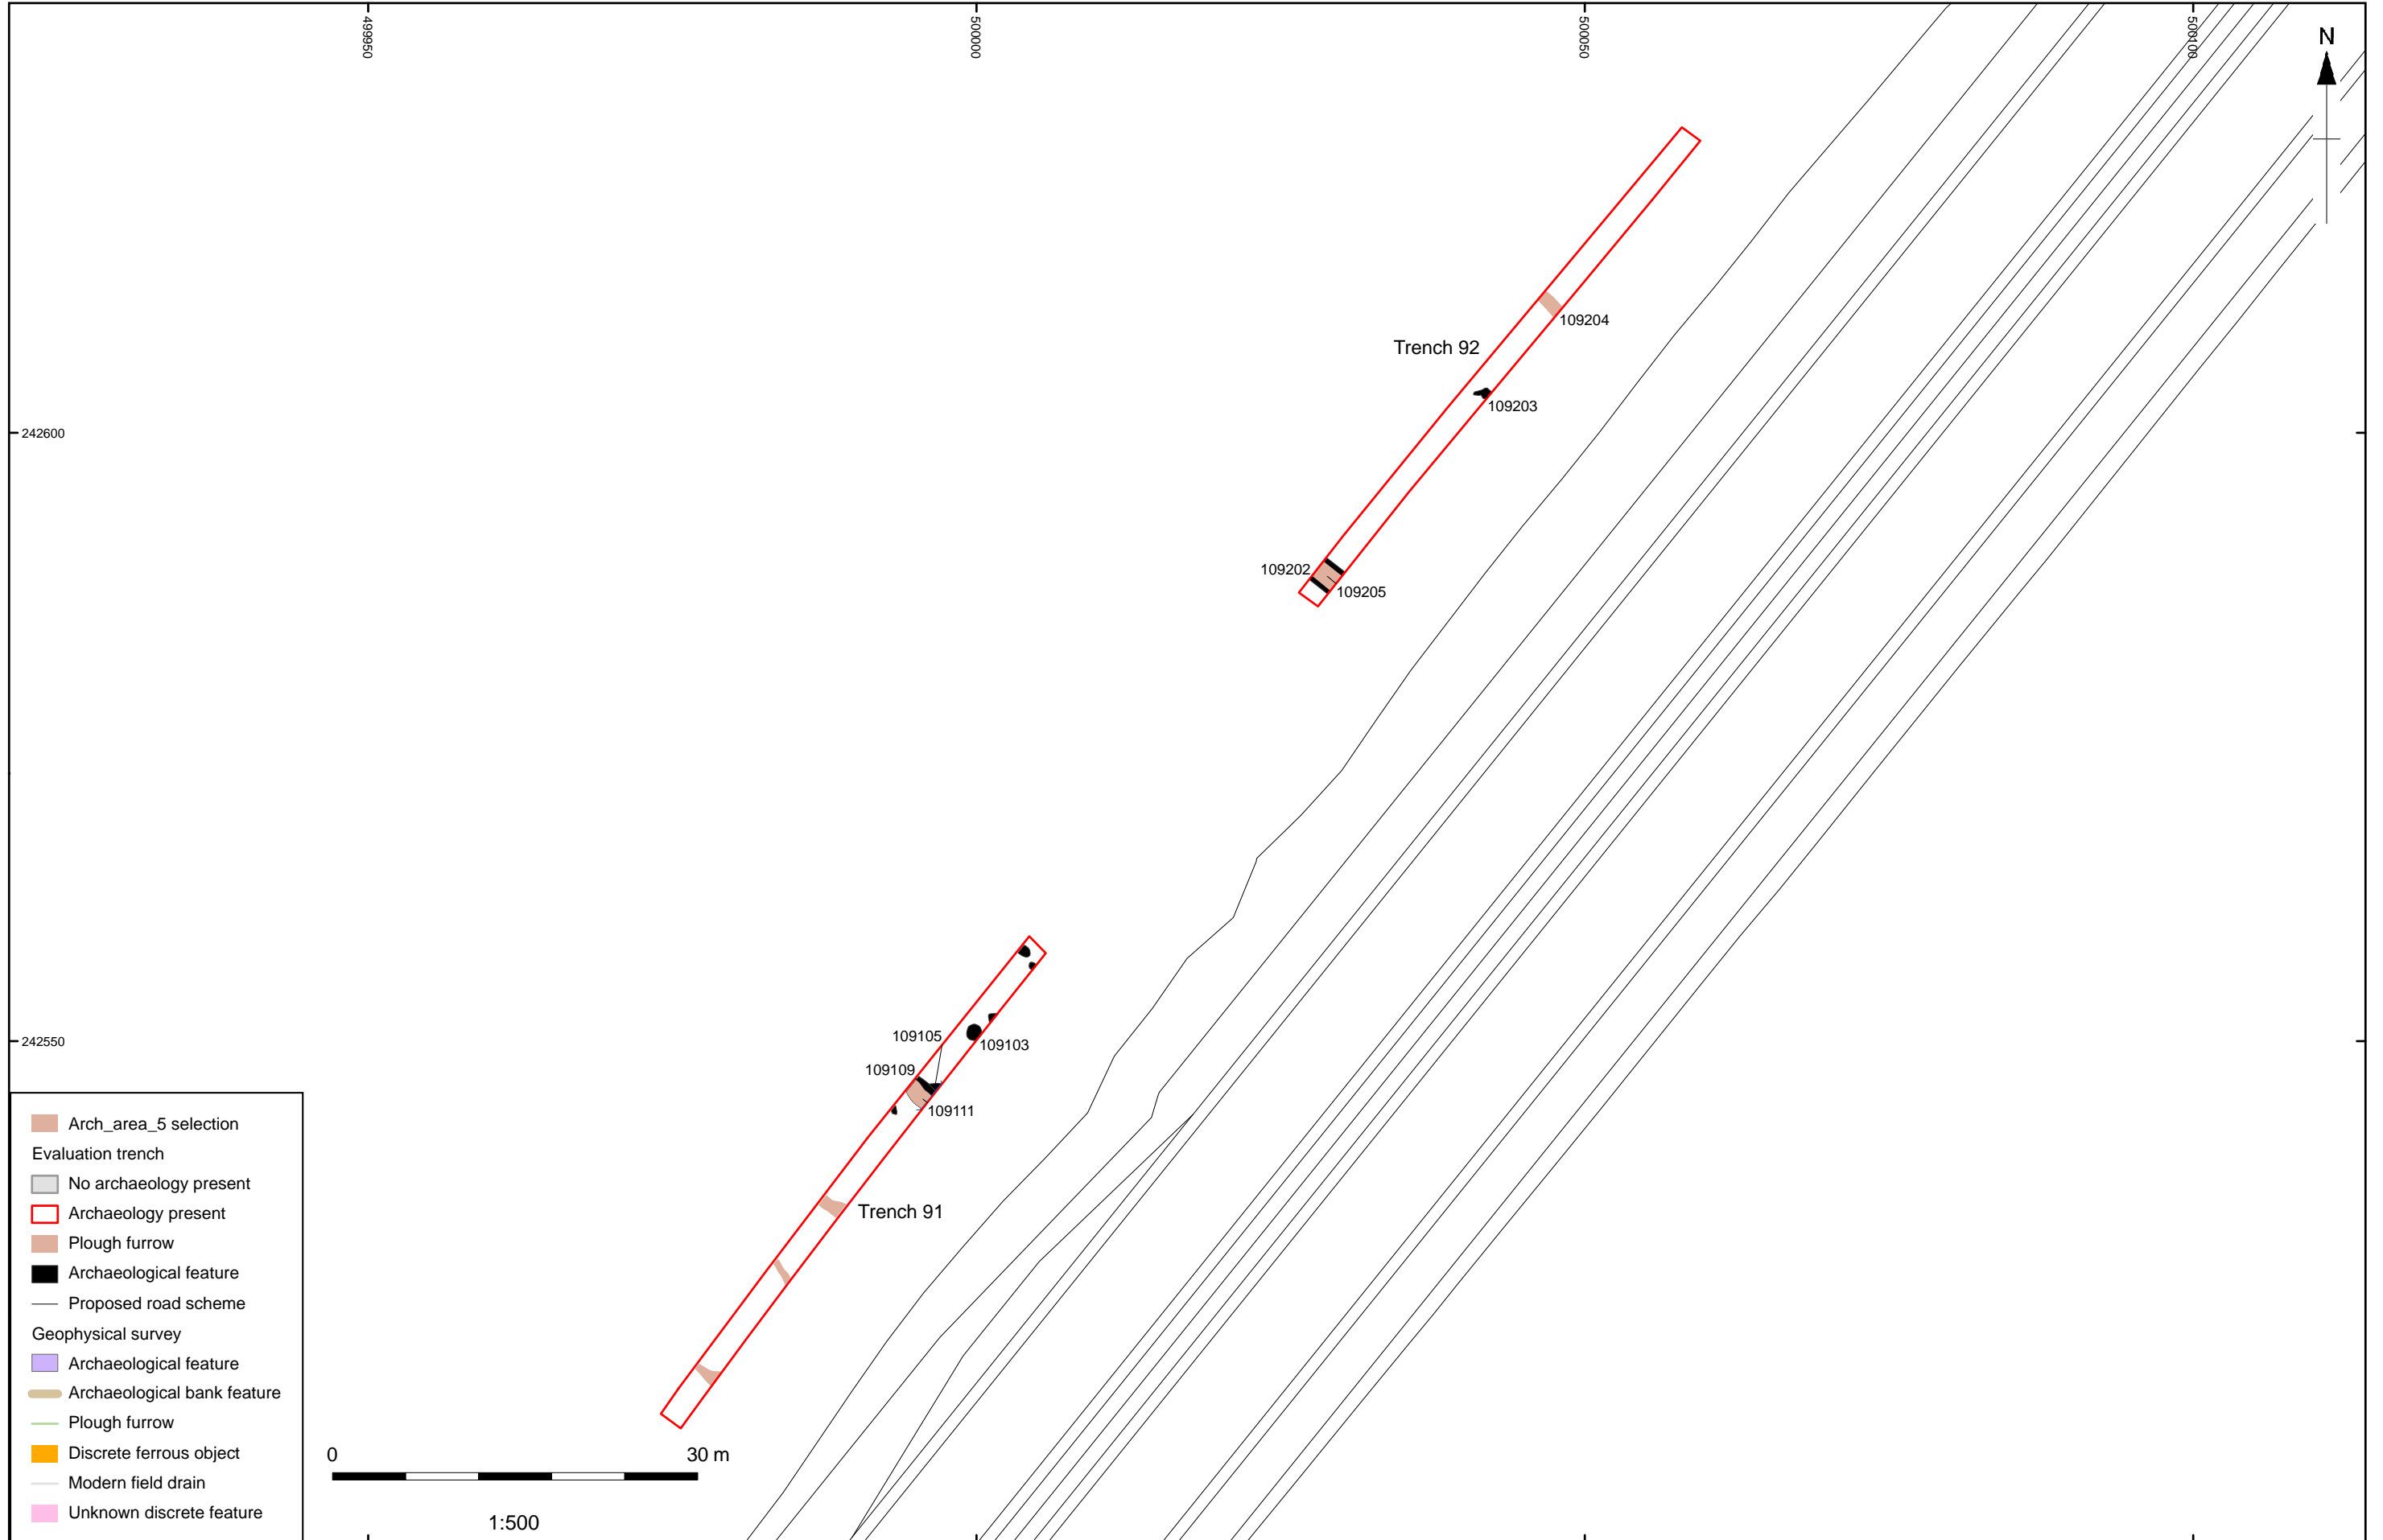 499950
500000
500050
500100
N
109204
Trench 92
109203
242600
109202
109205
109105
242550
109103
109109
109111
Trench 91
Arch_area_5 selection
Evaluation trench
No archaeology present
Archaeology present
Plough furrow
Archaeological feature
Proposed road scheme
Geophysical survey
Archaeological feature
Archaeological bank feature
Plough furrow
Discrete ferrous object
Modern field drain
Unknown discrete feature
0 30 m
1:500